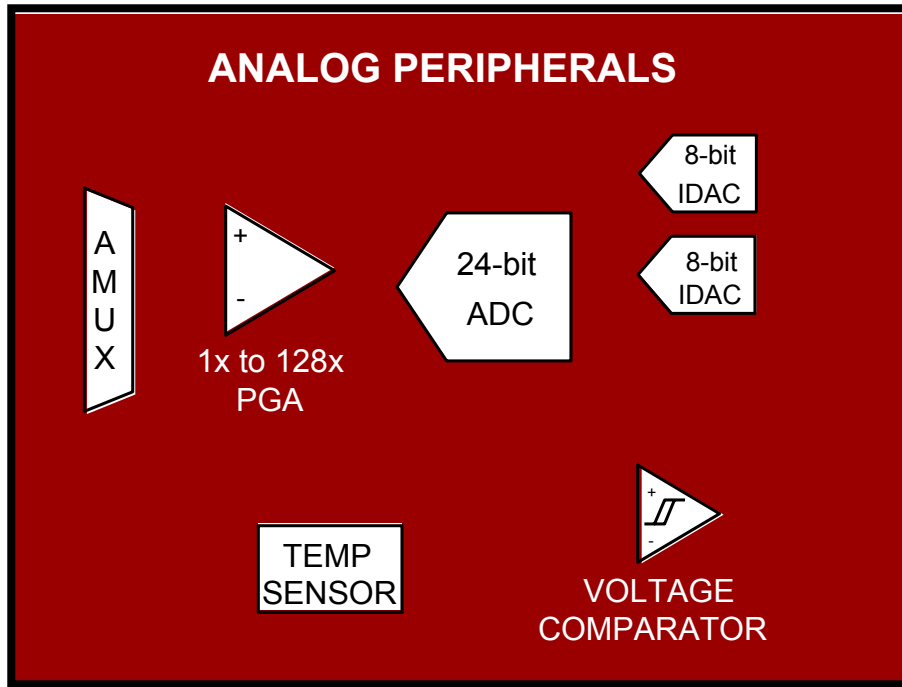 ANALOG PERIPHERALS
8-bit
IDAC
8-bit
IDAC
A
M
U
X
+
-
1x to 128x
PGA
24-bit
ADC
TEMP
SENSOR
+
-
VOLTAGE
COMPARATOR